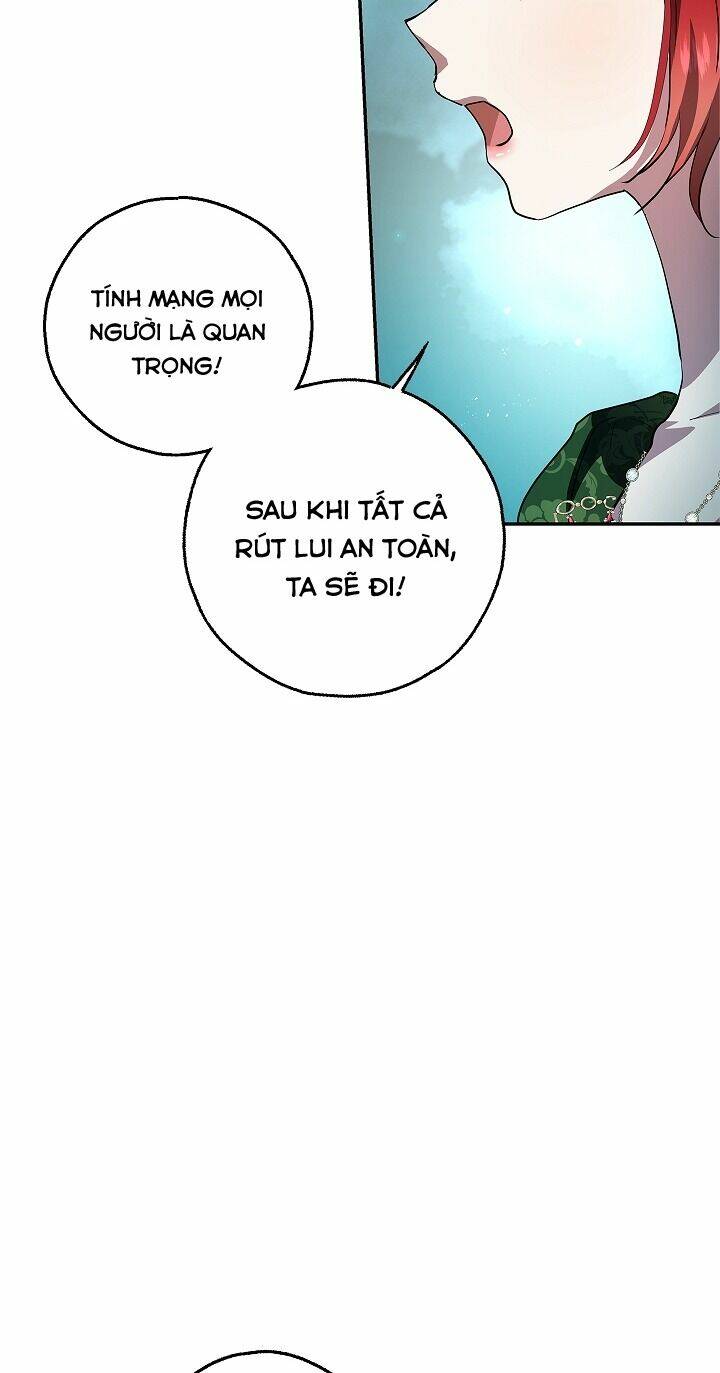 TÍNH MẠNG MỌI
NGƯỜI LÀ QUAN
TRỌNG!
SAU KHI TẤT CẢ
RÚT LUI AN TOÀN,
TA SẼ ĐI!